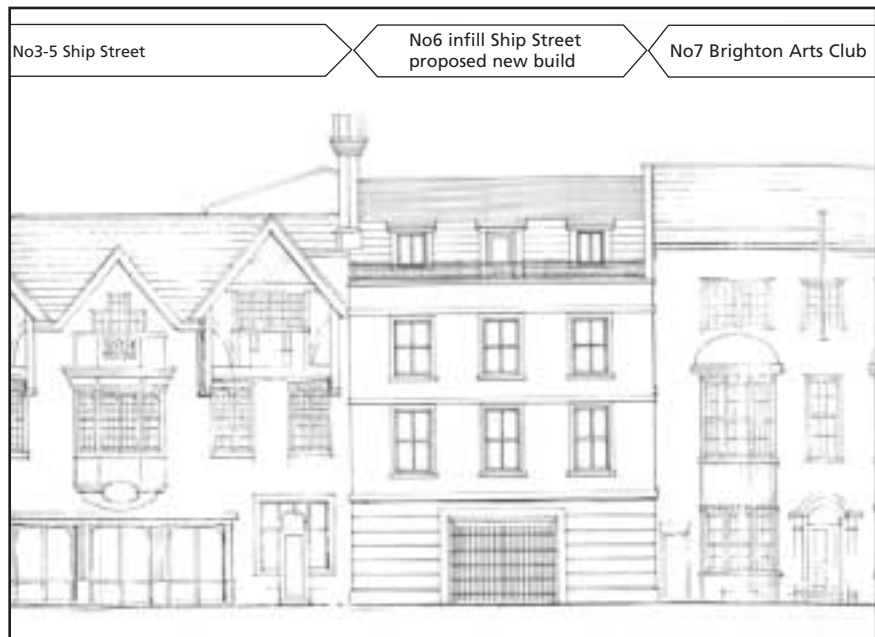 No3-5 Ship Street
No6 infill Ship Street
proposed new build
No7 Brighton Arts Club